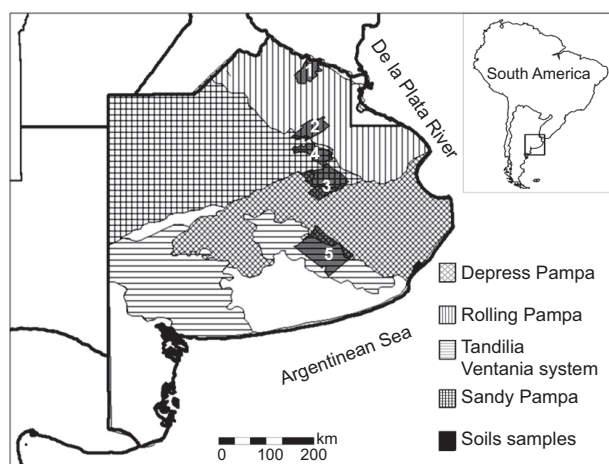 De la Plata River
South America
1
2
4
3
5
Argentinean Sea
Depress Pampa
Rolling Pampa
Tandilia
Ventania system
Sandy Pampa
Soils samples
km
0 100 200